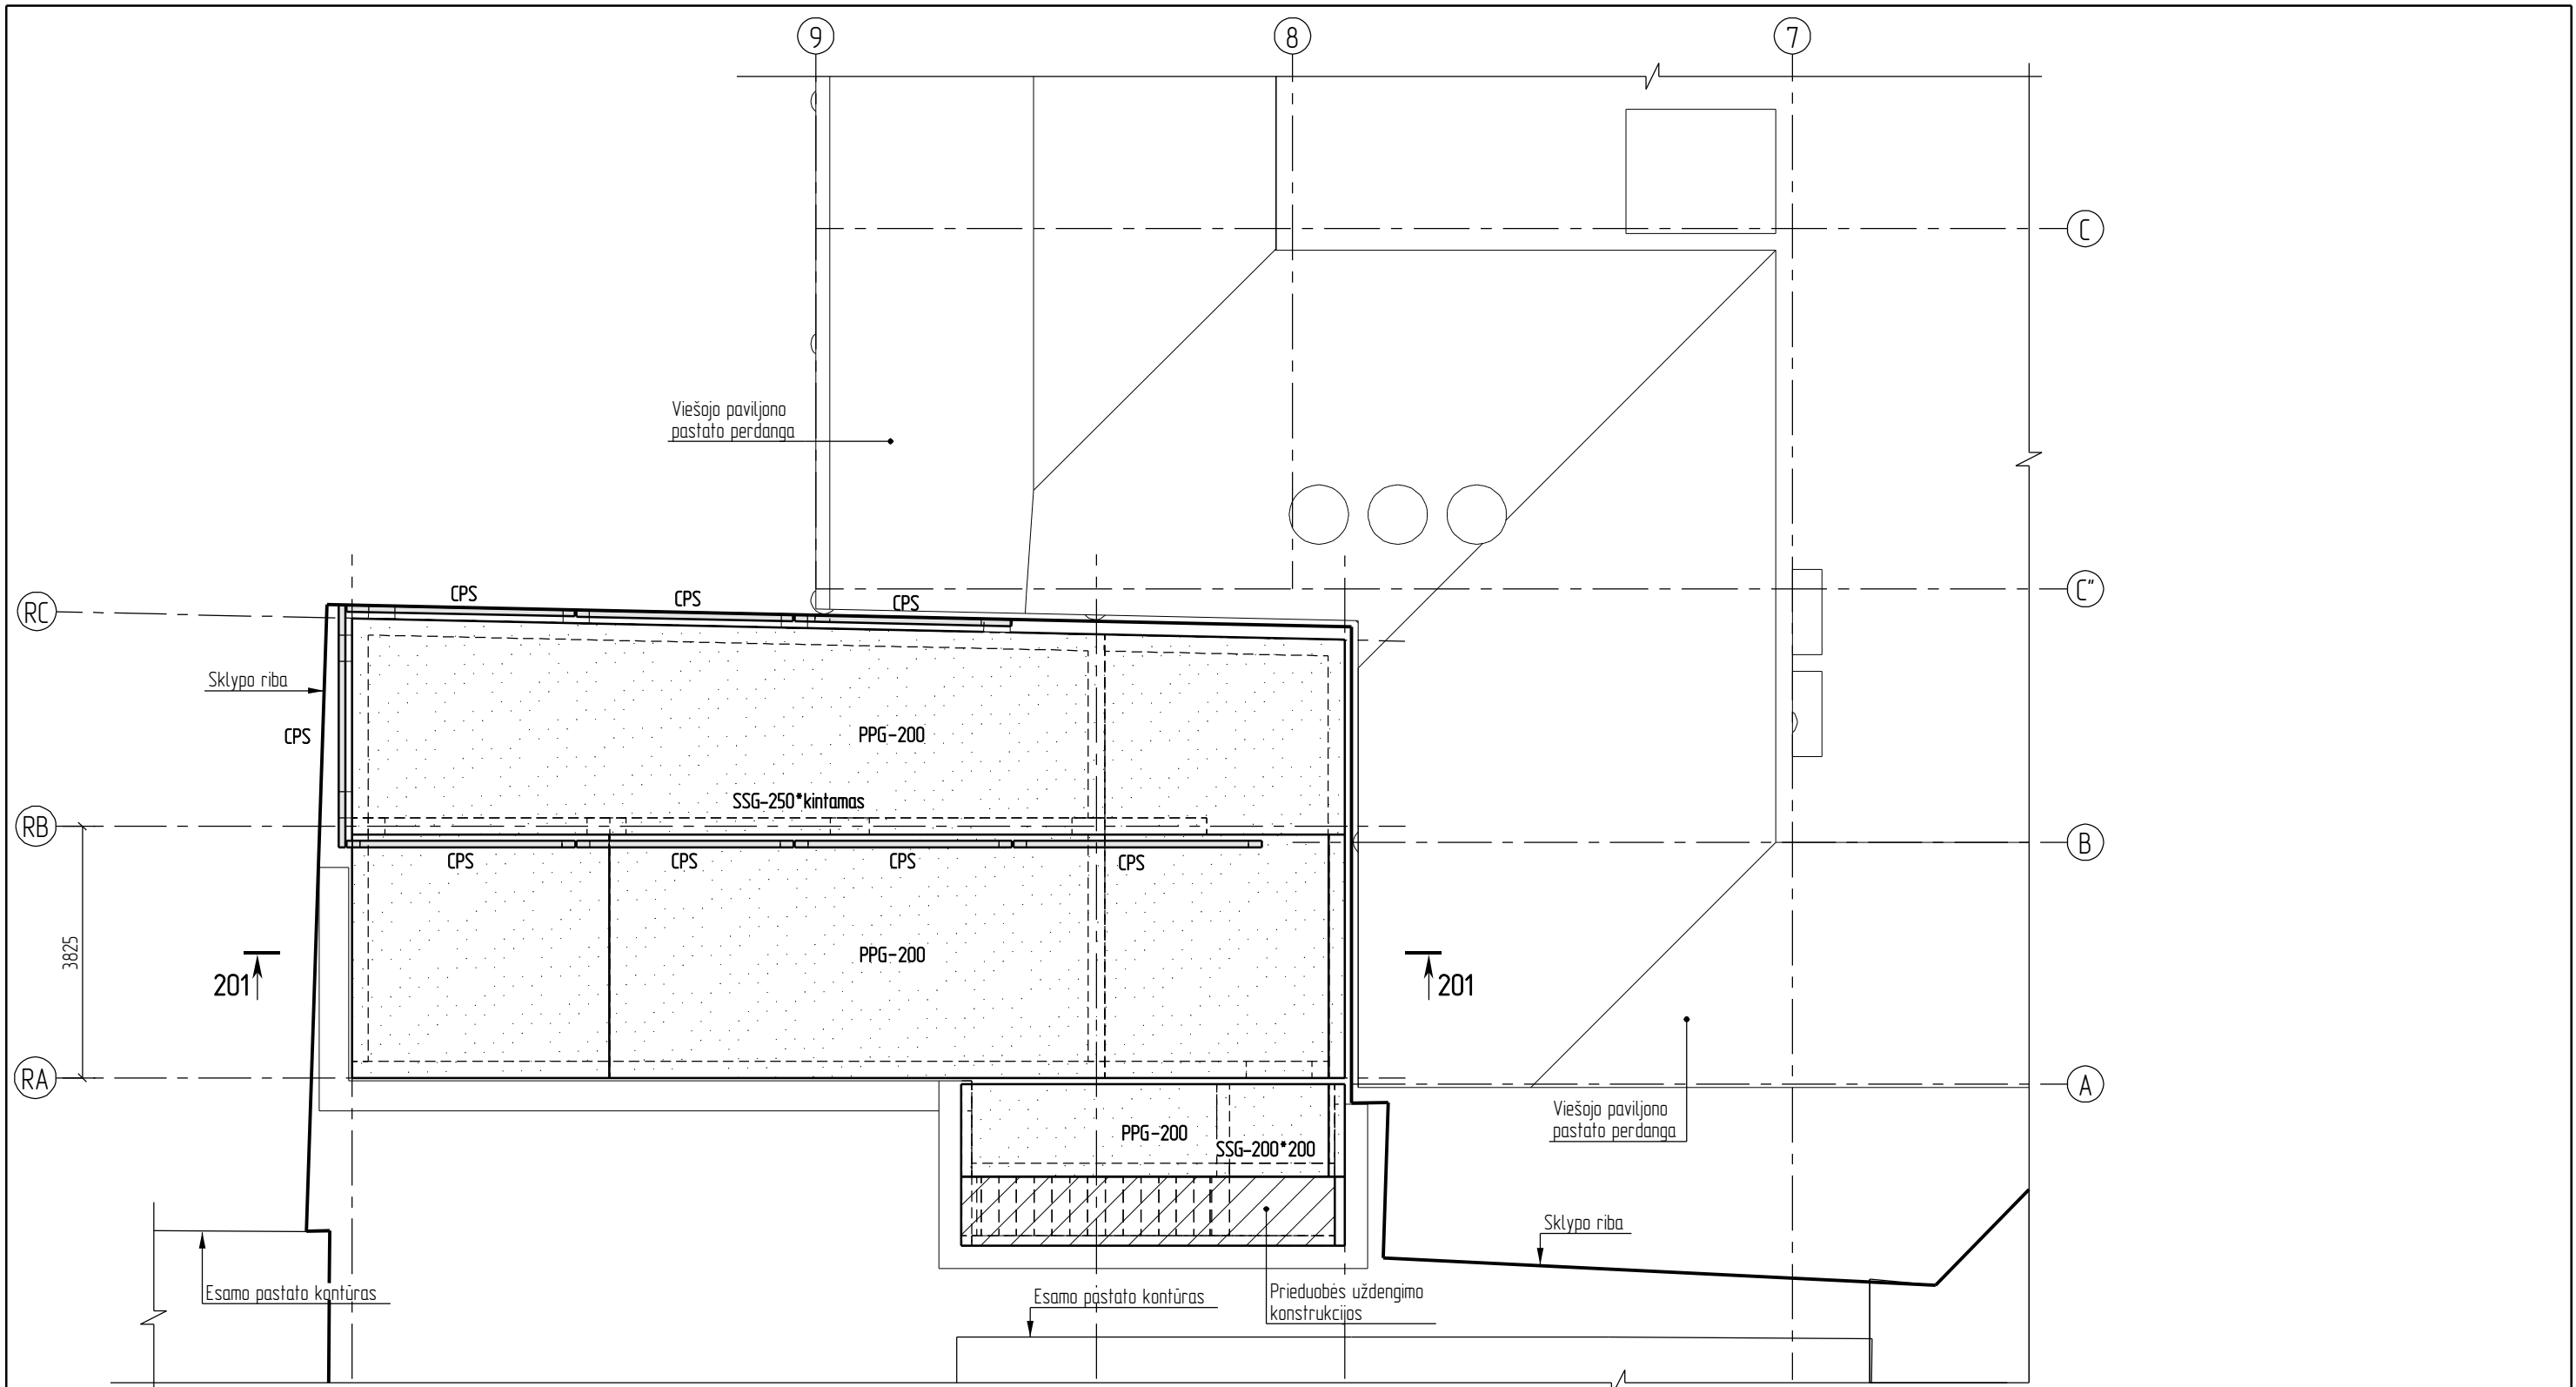 9
8
7
C
Viešojo paviljono
pastato perdanga
C"
RC
CPS
CPS
CPS
Sklypo riba
CPS
PPG-200
SSG-250*kintamas
RB
B
CPS
CPS
CPS
CPS
3825
PPG-200
201
201
RA
A
Viešojo paviljono
pastato perdanga
PPG-200
SSG-200*200
Sklypo riba
Esamo pastato kontūras
Esamo pastato kontūras
Prieduobės uždengimo
konstrukcijos